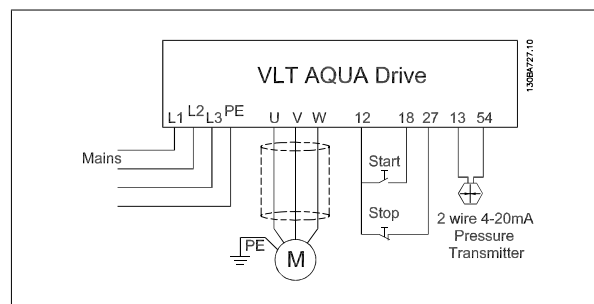 VLT AQUA Drive
130BA727.10
L1 L2 L3 PE U V W 12 18 27 13 54
Mains
Start
Stop
2 wire 4-20mA
Pressure
Transmitter
PE
M